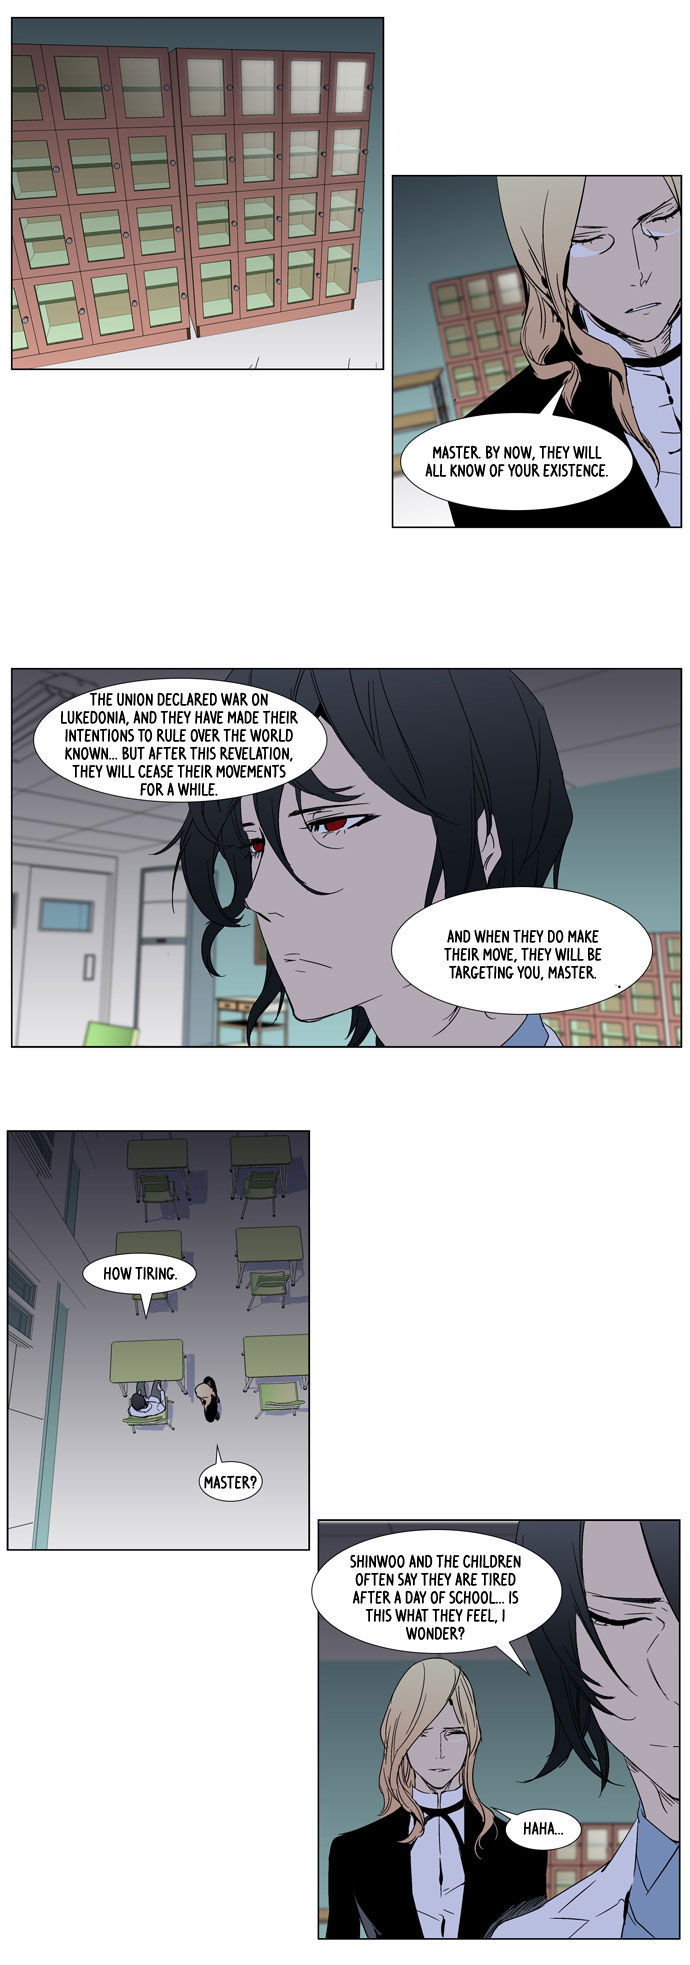 MASTER. BY NOW, THEY WILL
ALL KNOW OF YOUR EXISTENCE.
THE UNION DECLARED WAR ON
LUKEDONIA, AND THEY HAVE MADE THEIR
INTENTIONS TO RULE OVER THE WORLD
KNOWN... BUT AFTER THIS REVELATION,
THEY WILL CEASE THEIR MOVEMENTS
FOR A WHILE.
AND WHEN THEY DO MAKE
THEIR MOVE, THEY WILL BE
TARGETING YOU, MASTER.
HOW TIRING.
MASTER?
SHINWOO AND THE CHILDREN
OFTEN SAY THEY ARE TIRED
AFTER A DAY OF SCHOOL... IS
THIS WHAT THEY FEEL, I
WONDER?
HAHA...